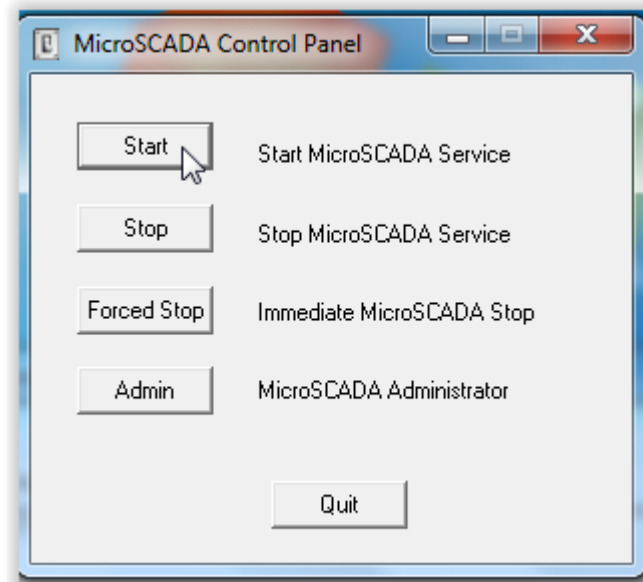 MicroSCADA Control Panel
Start Start MicroSCADA Service
Stop Stop MicroSCADA Service
Forced Stop Immediate MicroSCADA Stop
Admin MicroSCADA Administrator
Quit